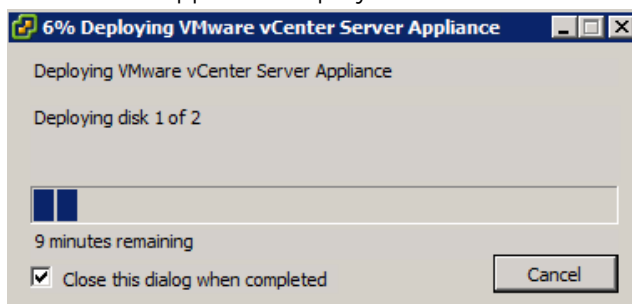 6% Deploying VMware vCenter Server Appliance
Deploying VMware vCenter Server Appliance
Deploying disk 1 of 2
9 minutes remaining
Close this dialog when completed
Cancel